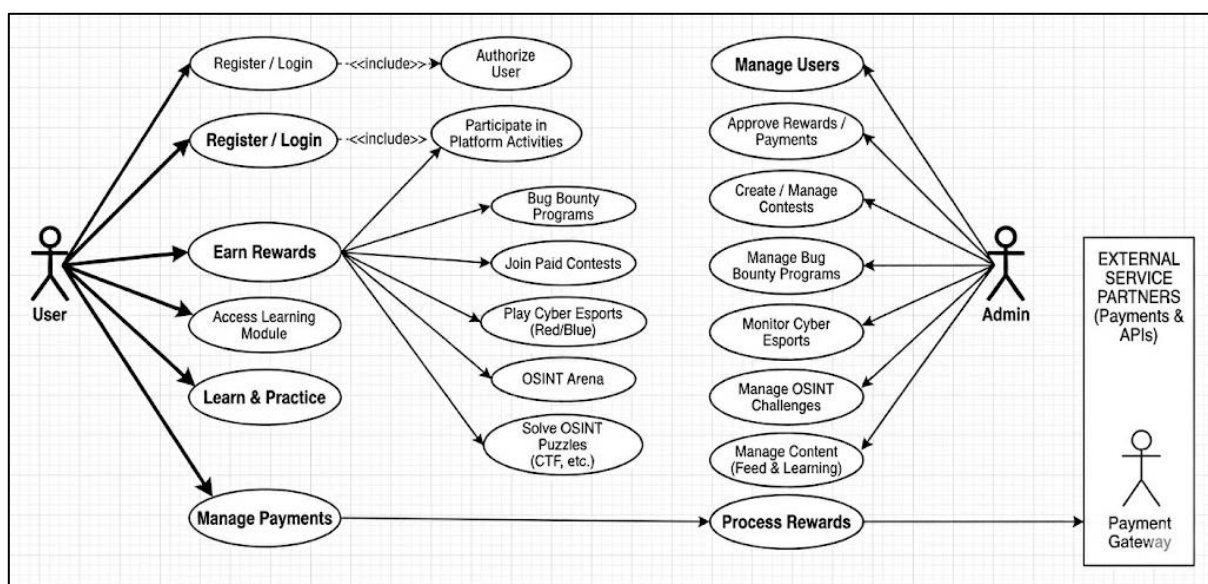 Register / Login
<<include>>
Authorize
User
Register / Login
<<include>>
Participate in
Platform Activities
Earn Rewards
Bug Bounty
Programs
Join Paid Contests
Play Cyber Esports
(Red/Blue)
OSINT Arena
Solve OSINT
Puzzles
(CTF, etc.)
User
Access Learning
Module
Learn & Practice
Manage Payments
Manage Users
Approve Rewards /
Payments
Create / Manage
Contests
Manage Bug
Bounty Programs
Monitor Cyber
Esports
Manage OSINT
Challenges
Manage Content
(Feed & Learning)
Process Rewards
Admin
EXTERNAL
SERVICE
PARTNERS
(Payments &
APIs)
Payment
Gateway